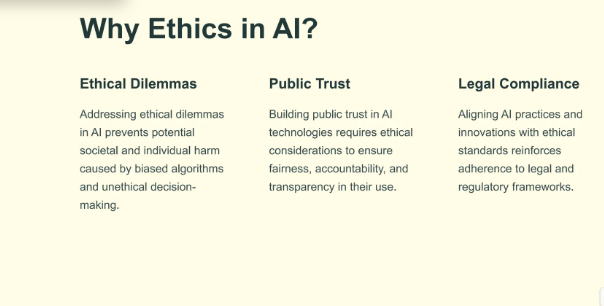 Why Ethics in AI?
Ethical Dilemmas
Addressing ethical dilemmas
in AI prevents potential
societal and individual harm
caused by biased algorithms
and unethical decision-
making.
Public Trust
Building public trust in AI
technologies requires ethical
considerations to ensure
fairness, accountability, and
transparency in their use.
Legal Compliance
Aligning AI practices and
innovations with ethical
standards reinforces
adherence to legal and
regulatory frameworks.